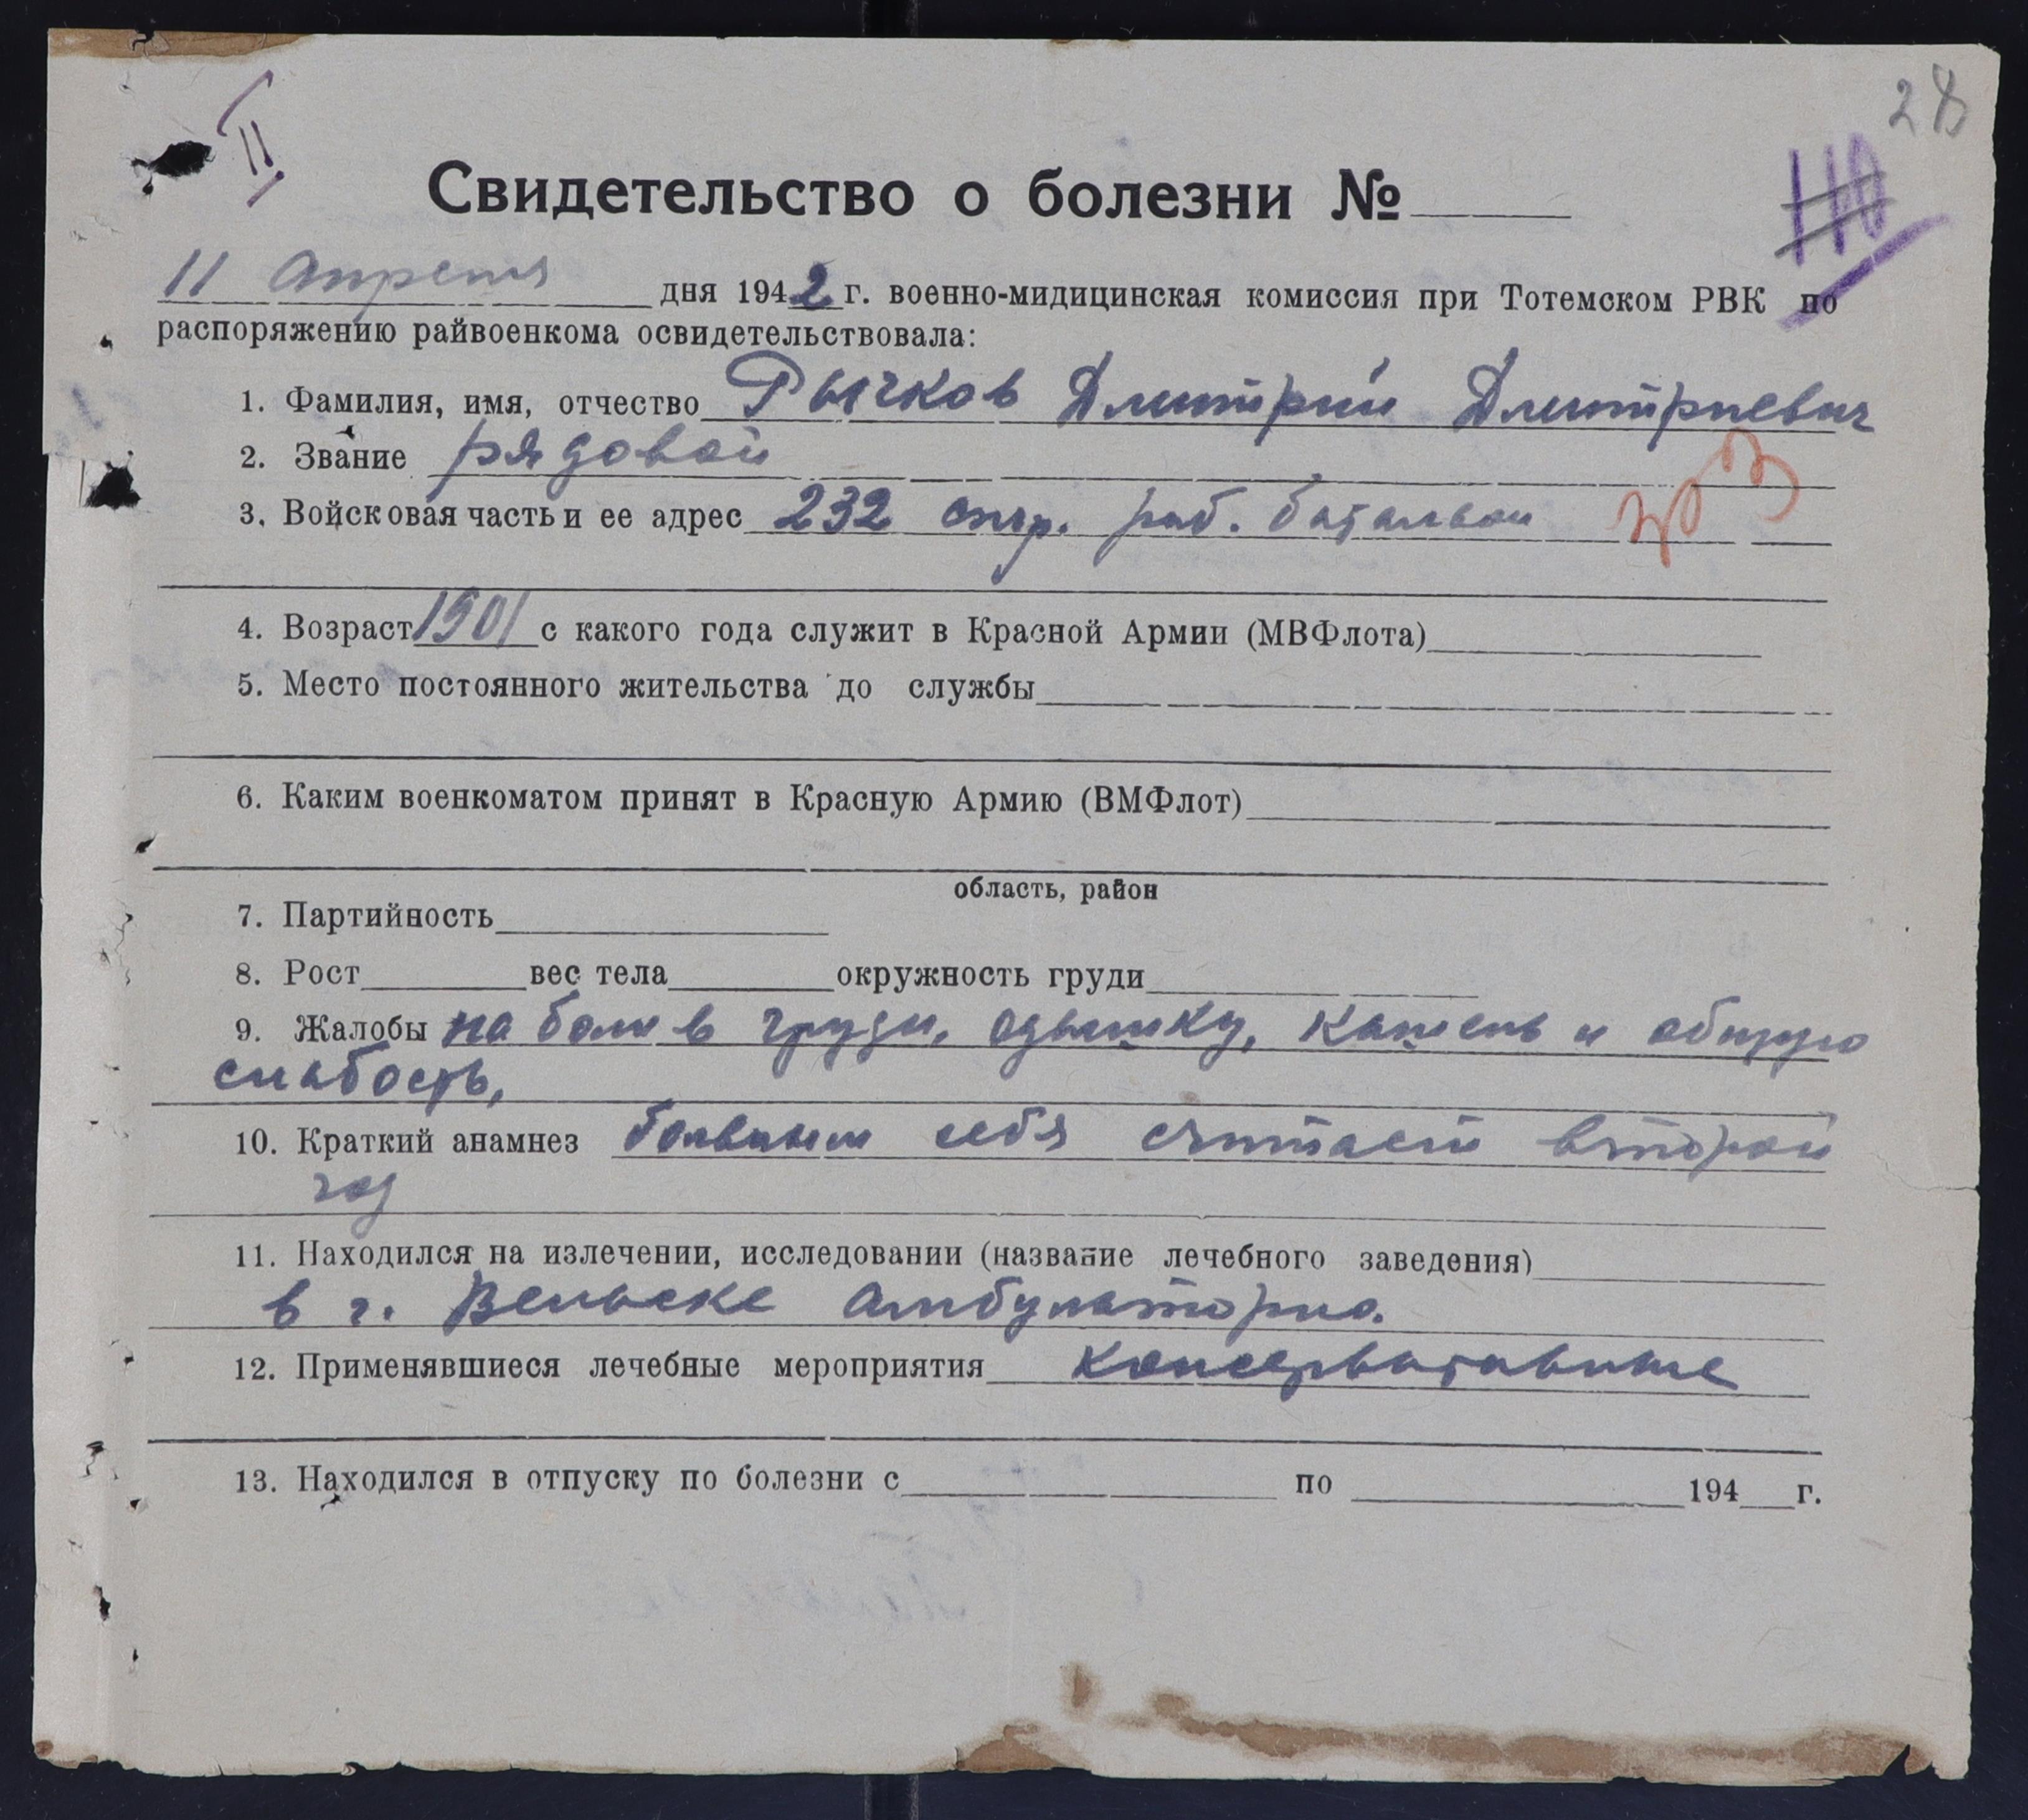 28
II
110
Свидетельство о болезни №
11 апреля дня 1942 г. военно-мидицинская комиссия при Тотемском РВК по
распоряжению райвоенкома освидетельствовала:
1. Фамилия, имя, отчество Рычков Дмитрий Дмитриевич
2. Звание рядовой
3. Войсковая часть и ее адрес 232 стр. раб. батальон
4. Возраст 1901 с какого года служит в Красной Армии (МВФлота)
5. Место постоянного жительства до службы
6. Каким военкоматом принят в Красную Армию (ВМФлот)
область, район
7. Партийность
8. Рост вес тела окружность груди
9. Жалобы на боли в груди, одышку, кашель и общую
слабость,
10. Краткий анамнез больным себя считает второй
год
11. Находился на излечении, исследовании (название лечебного заведения)
в г. Вельске амбулаторно.
12. Применявшиеся лечебные мероприятия консервативные
13. Находился в отпуску по болезни с по 194 г.